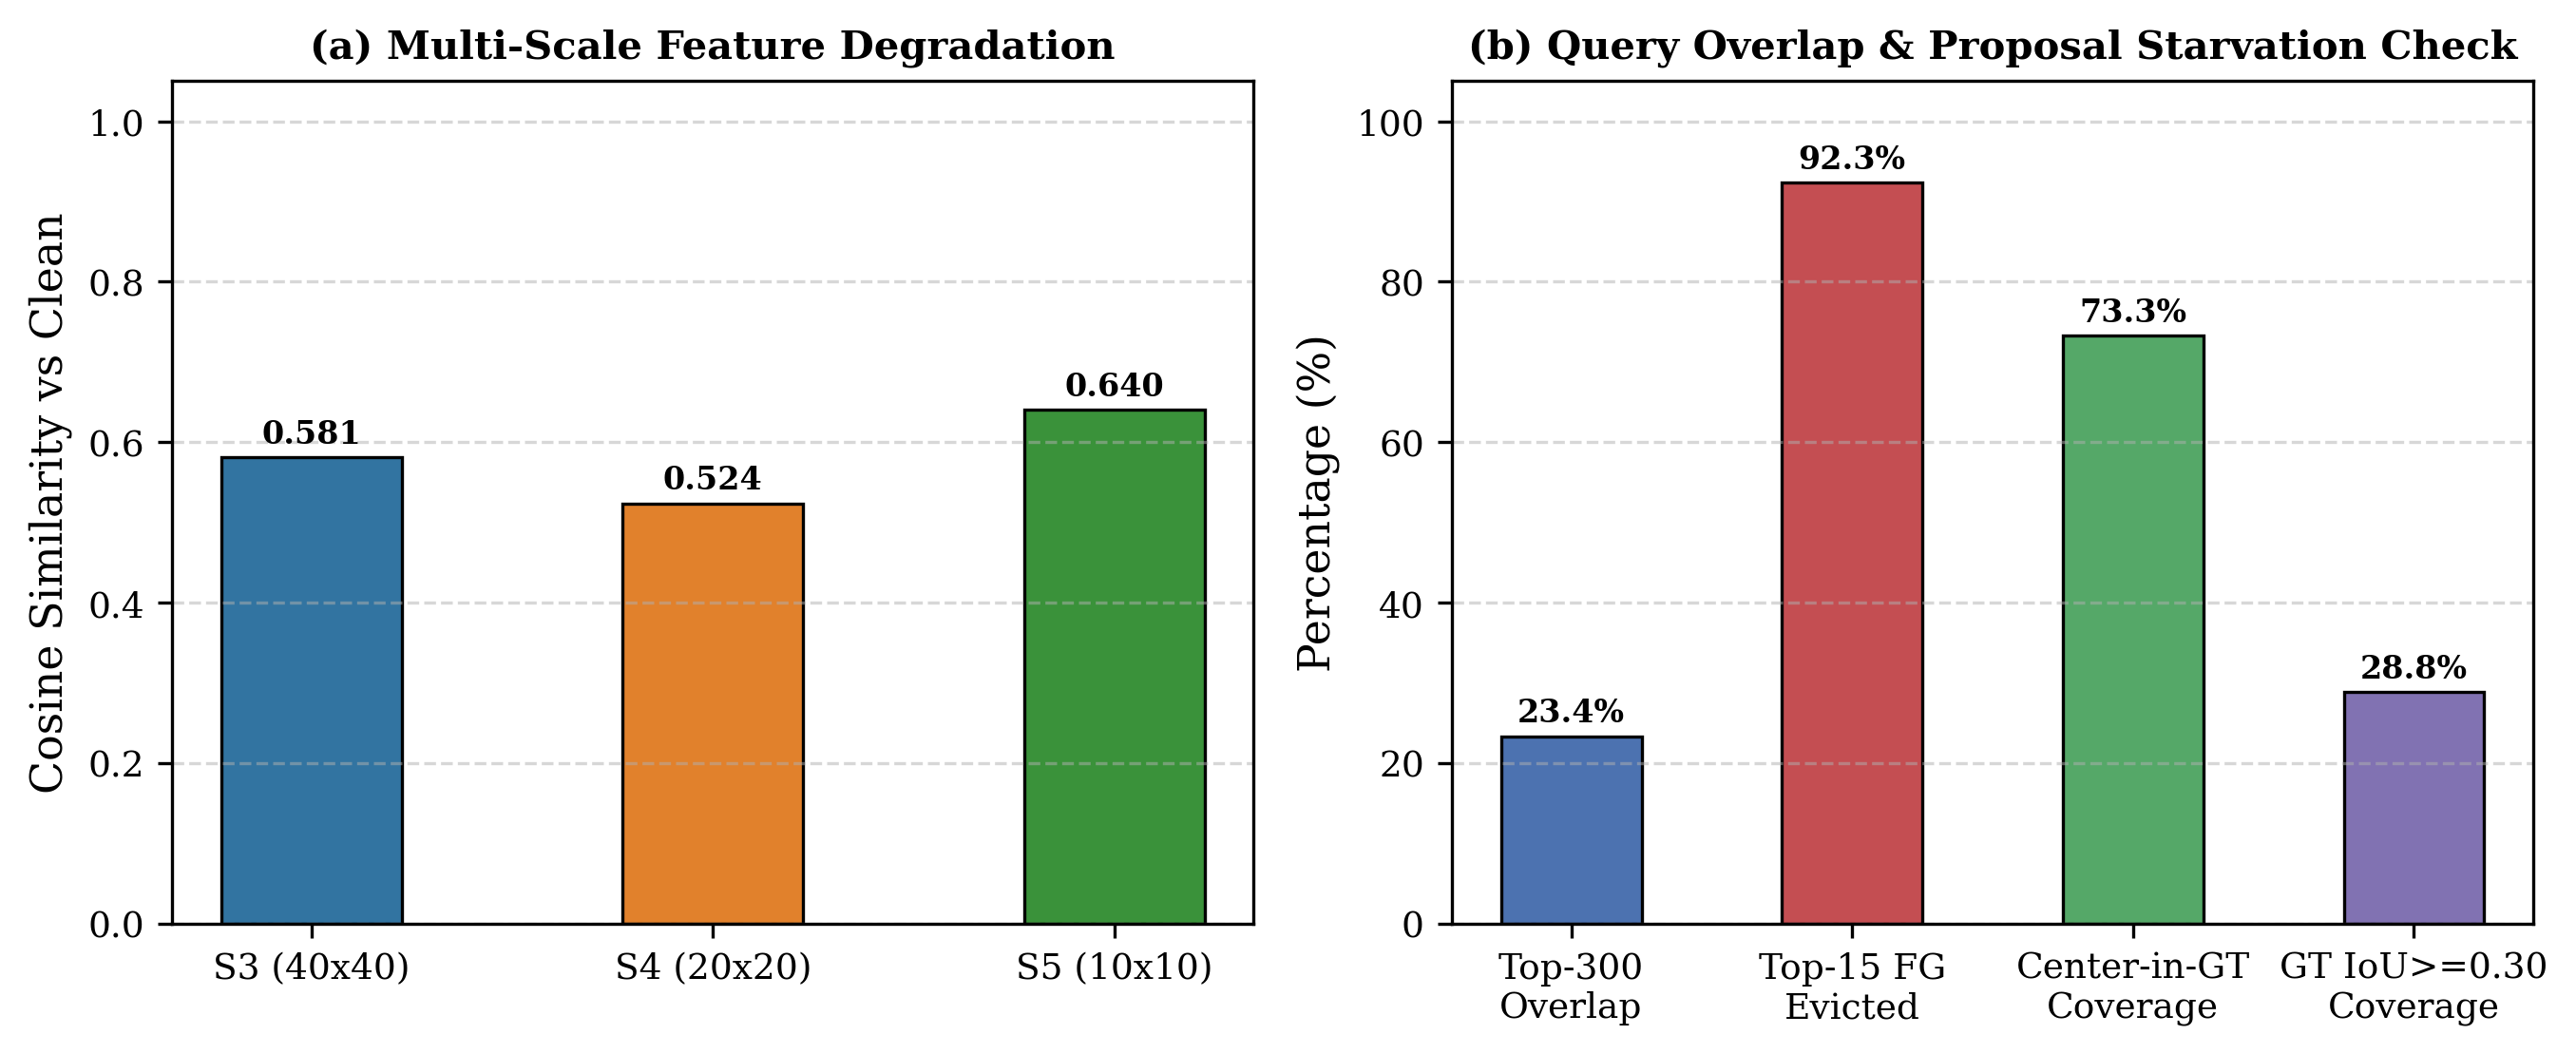 (a) Multi-Scale Feature Degradation
Cosine Similarity vs Clean
1.0
0.8
0.6
0.4
0.2
0.0
0.581
0.524
0.640
S3 (40x40)
S4 (20x20)
S5 (10x10)
(b) Query Overlap & Proposal Starvation Check
Percentage (%)
100
80
60
40
20
0
23.4%
92.3%
73.3%
28.8%
Top-300
Overlap
Top-15 FG
Evicted
Center-in-GT
Coverage
GT IoU>=0.30
Coverage